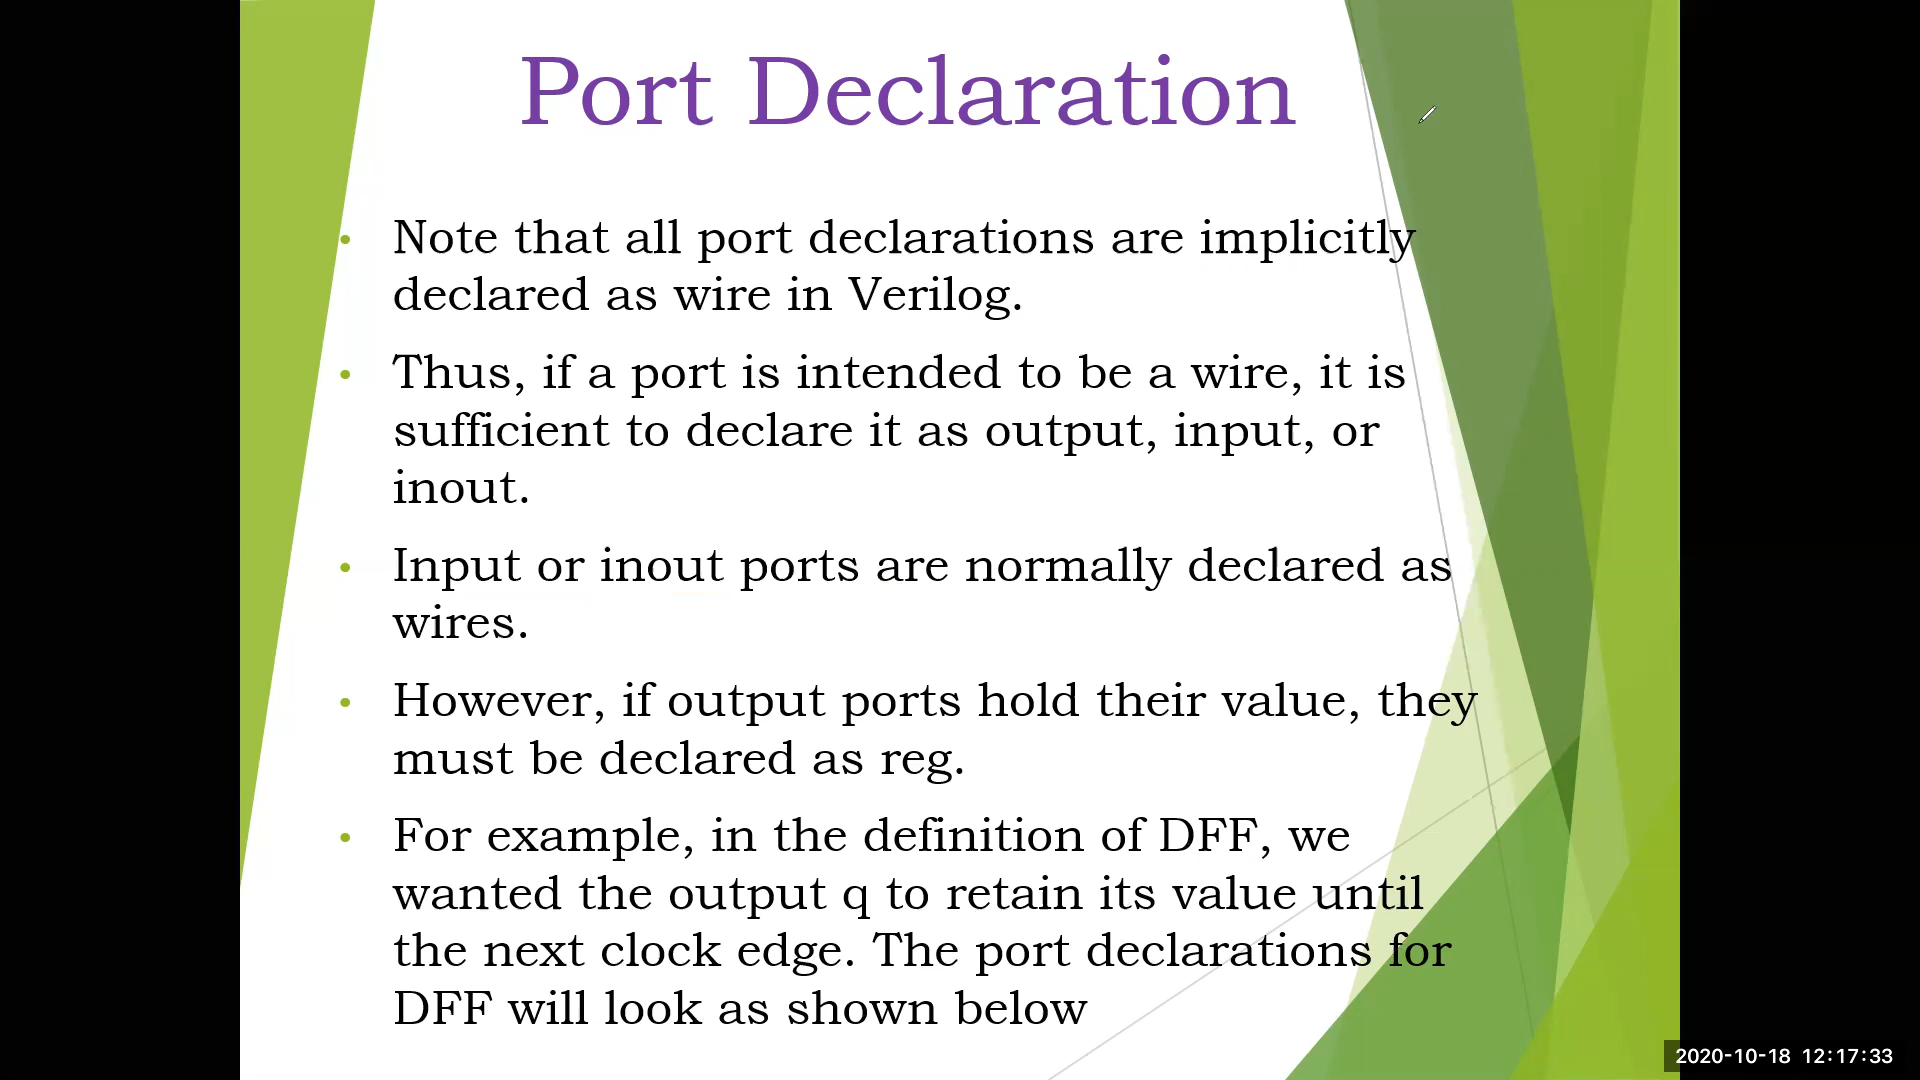 Port Declaration
• Note that all port declarations are implicitly
declared as wire in Verilog.
• Thus, if a port is intended to be a wire, it is
sufficient to declare it as output, input, or
inout.
• Input or inout ports are normally declared as
wires.
• However, if output ports hold their value, they
must be declared as reg.
• For example, in the definition of DFF, we
wanted the output q to retain its value until
the next clock edge. The port declarations for
DFF will look as shown below
2020-10-18 12:17:33